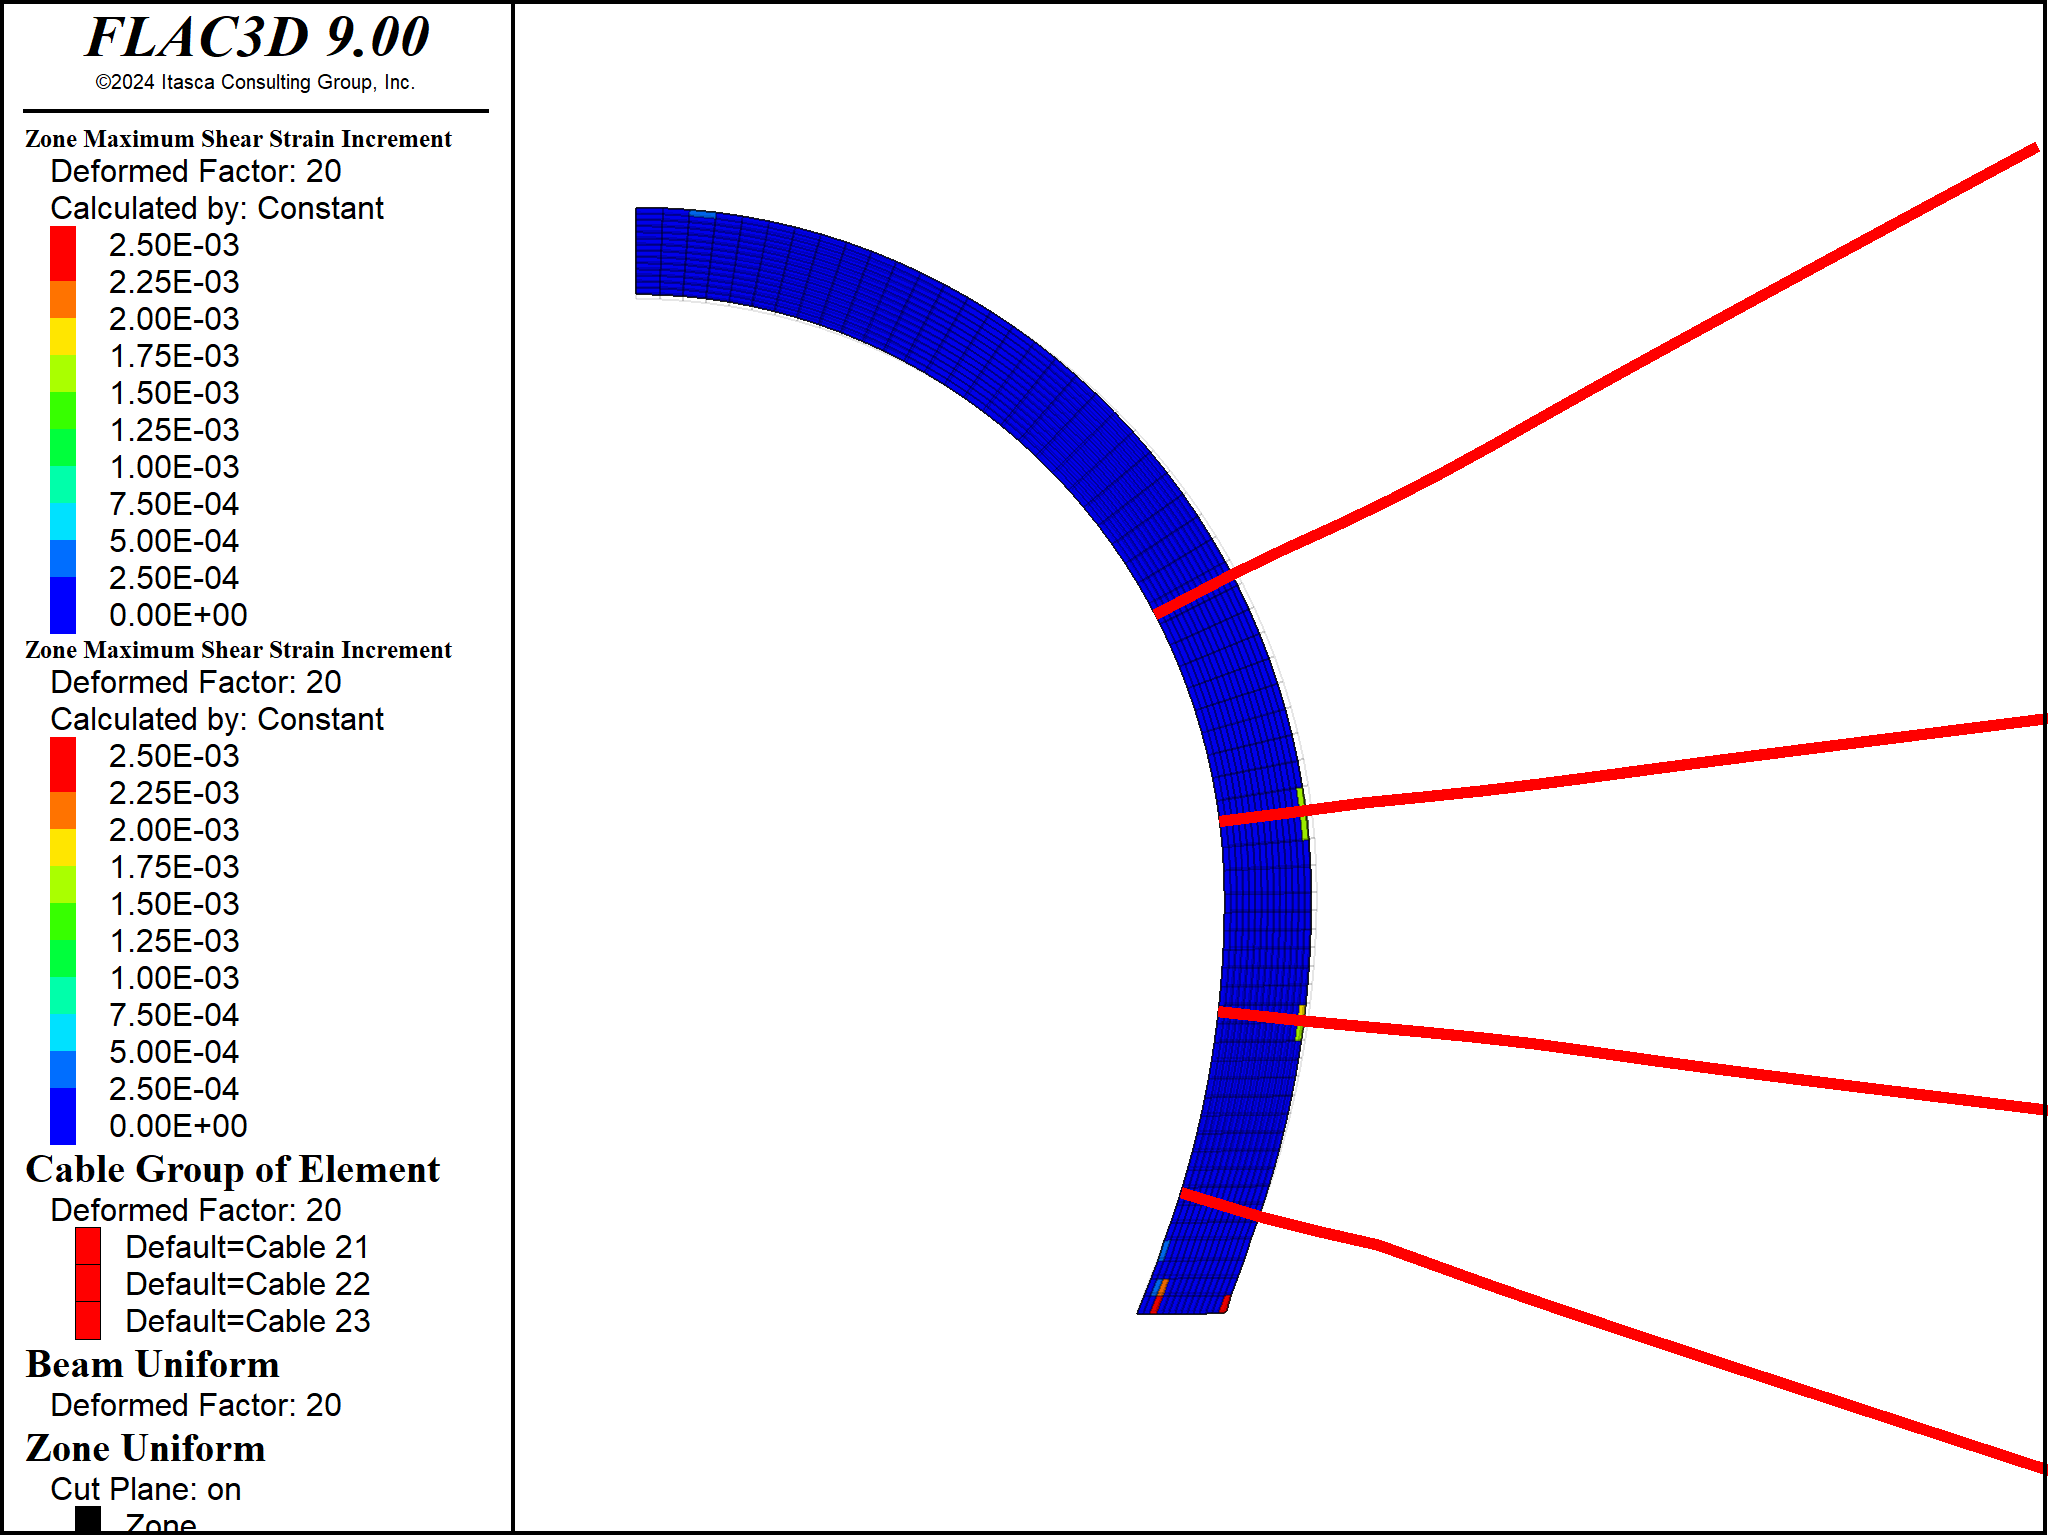 FLAC3D 9.00
©2024 Itasca Consulting Group, Inc.
Zone Maximum Shear Strain Increment
Deformed Factor: 20
Calculated by: Constant
2.50E-03
2.25E-03
2.00E-03
1.75E-03
1.50E-03
1.25E-03
1.00E-03
7.50E-04
5.00E-04
2.50E-04
0.00E+00
Zone Maximum Shear Strain Increment
Deformed Factor: 20
Calculated by: Constant
2.50E-03
2.25E-03
2.00E-03
1.75E-03
1.50E-03
1.25E-03
1.00E-03
7.50E-04
5.00E-04
2.50E-04
0.00E+00
Cable Group of Element
Deformed Factor: 20
Default=Cable 21
Default=Cable 22
Default=Cable 23
Beam Uniform
Deformed Factor: 20
Zone Uniform
Cut Plane: on
Zone